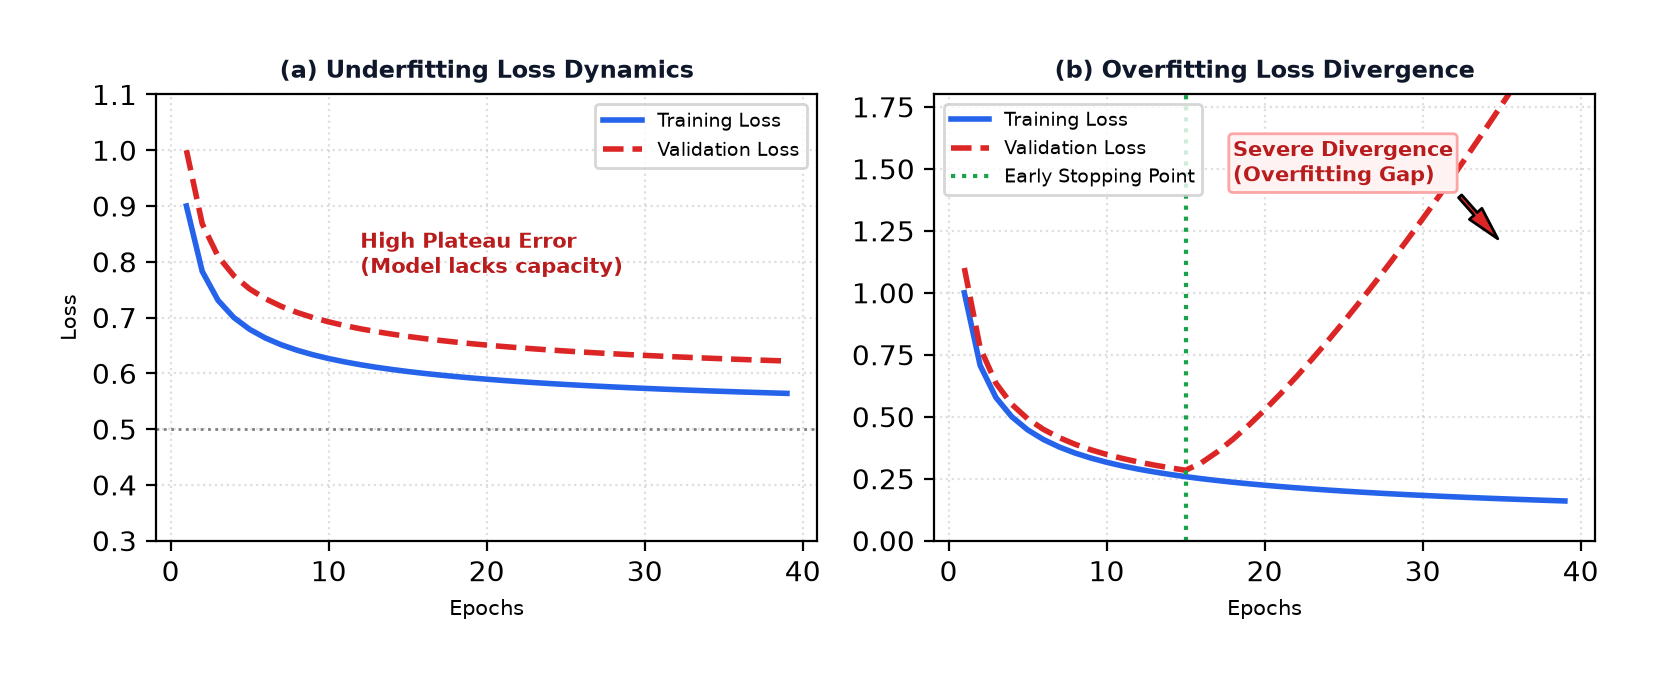 (a) Underfitting Loss Dynamics
1.1
1.0
0.9
0.8
0.7
0.6
0.5
0.4
0.3
Loss
Training Loss
Validation Loss
High Plateau Error
(Model lacks capacity)
0
10
20
30
40
Epochs
(b) Overfitting Loss Divergence
1.75
1.50
1.25
1.00
0.75
0.50
0.25
0.00
Training Loss
Validation Loss
Early Stopping Point
Severe Divergence
(Overfitting Gap)
0
10
20
30
40
Epochs